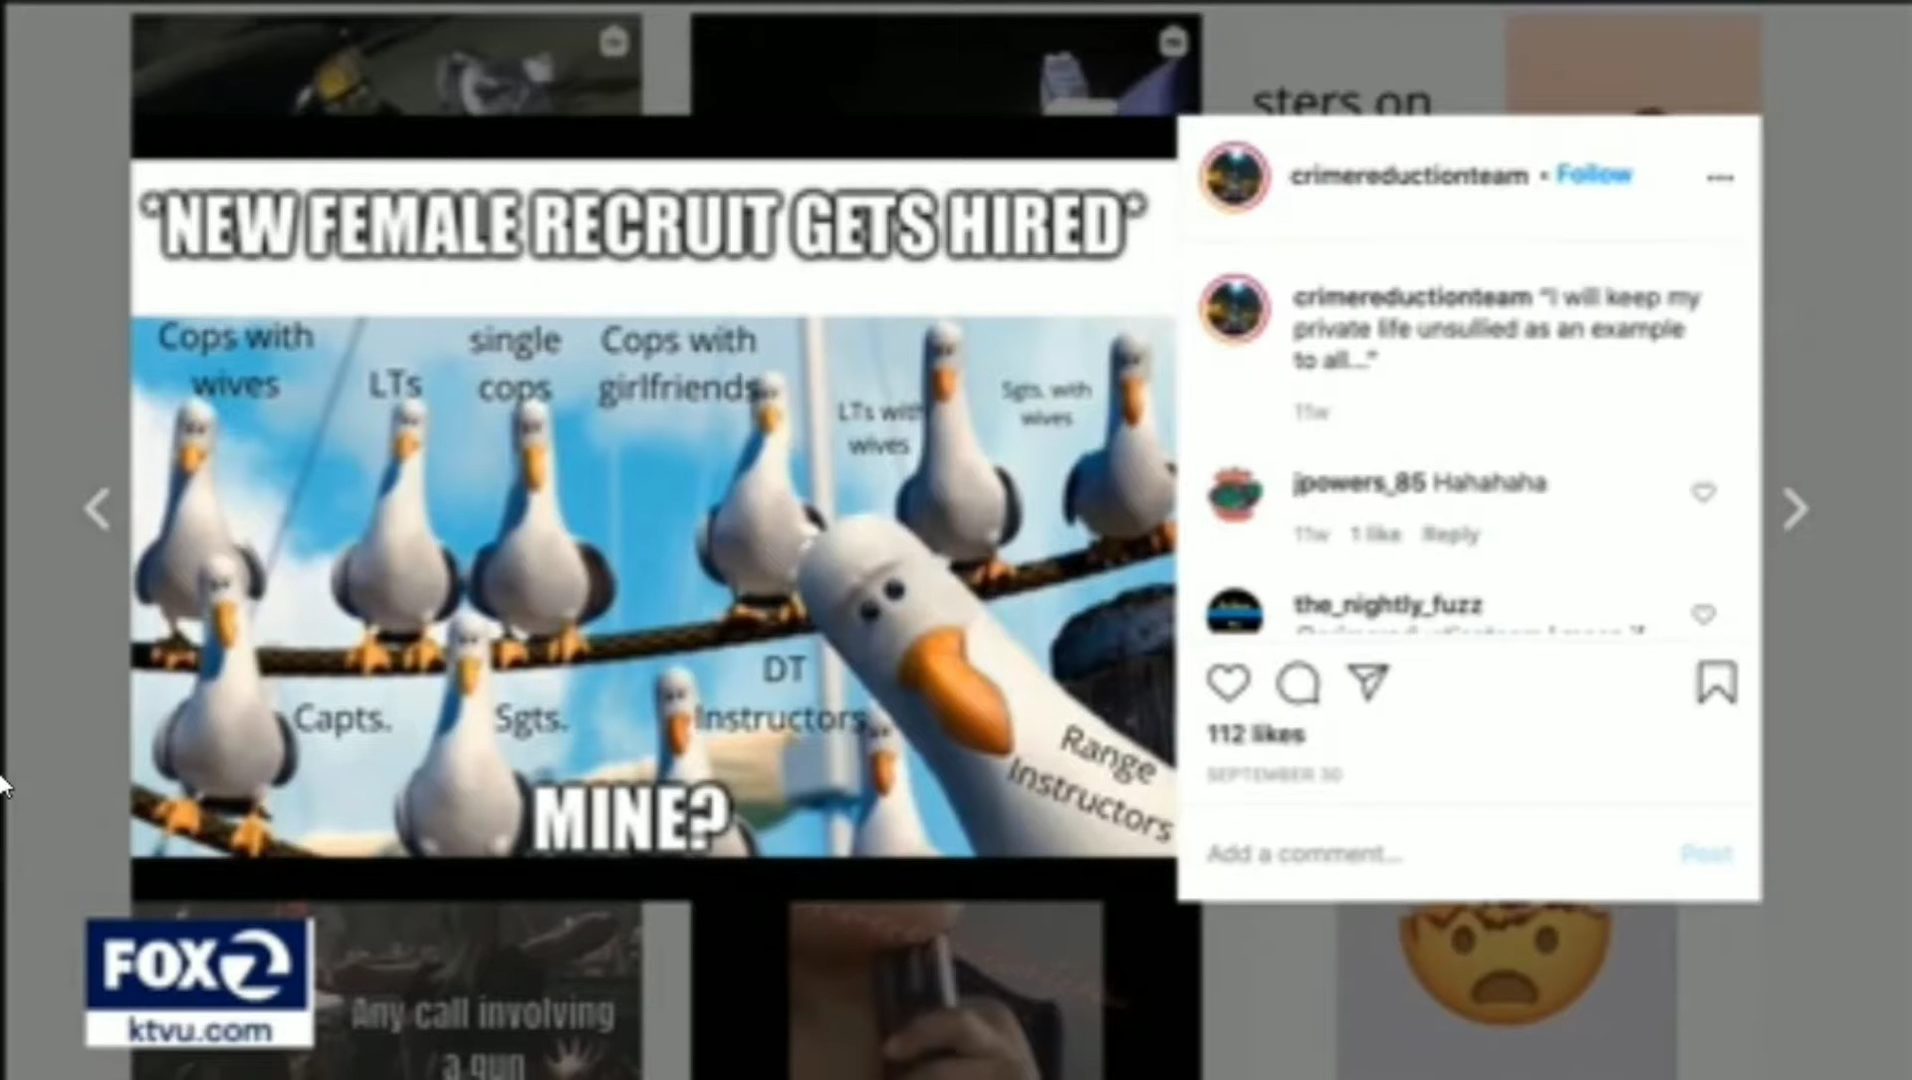 sters on
*NEW FEMALE RECRUIT GETS HIRED*
Cops with
wives
LTs
single
cops
Cops with
girlfriends
LTs with
wives
Sgts. with
wives
Capts.
Sgts.
DT
Instructors
Range
Instructors
MINE?
crimereductionteam • Follow
crimereductionteam "I will keep my
private life unsullied as an example
to all..."
11w
jpowers_85 Hahahaha
11w 1 like Reply
the_nightly_fuzz
112 likes
SEPTEMBER 30
Add a comment...
Post
Any call involving
a gun
FOX 2
ktvu.com